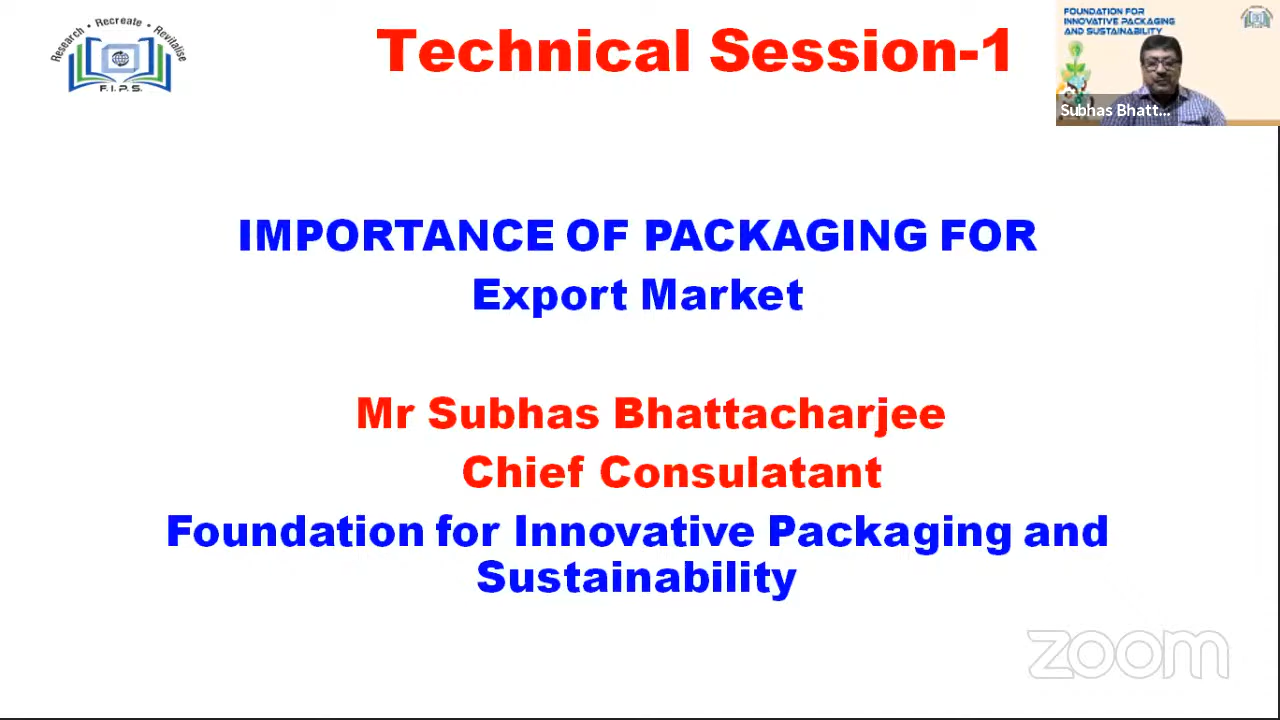 Research • Recreate • Revitalise
F.I.P.S.
Technical Session-1
FOUNDATION FOR
INNOVATIVE PACKAGING
AND SUSTAINABILITY
Subhas Bhatt...
IMPORTANCE OF PACKAGING FOR
Export Market
Mr Subhas Bhattacharjee
Chief Consulatant
Foundation for Innovative Packaging and
Sustainability
zoom